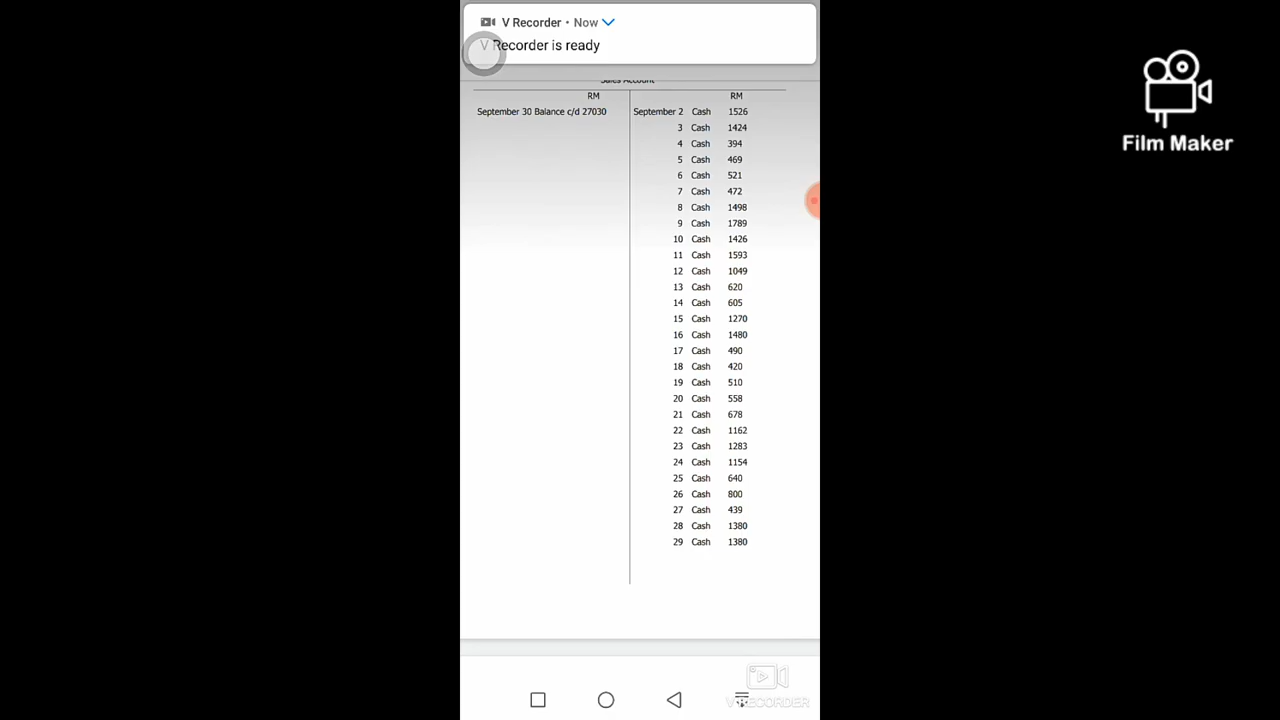 V Recorder • Now
V Recorder is ready
Sales Account
RM RM
September 30 Balance c/d 27030 September 2 Cash 1526
3 Cash 1424
4 Cash 394
5 Cash 469
6 Cash 521
7 Cash 472
8 Cash 1498
9 Cash 1789
10 Cash 1426
11 Cash 1593
12 Cash 1049
13 Cash 620
14 Cash 605
15 Cash 1270
16 Cash 1480
17 Cash 490
18 Cash 420
19 Cash 510
20 Cash 558
21 Cash 678
22 Cash 1162
23 Cash 1283
24 Cash 1154
25 Cash 640
26 Cash 800
27 Cash 439
28 Cash 1380
29 Cash 1380
Film Maker
V RECORDER